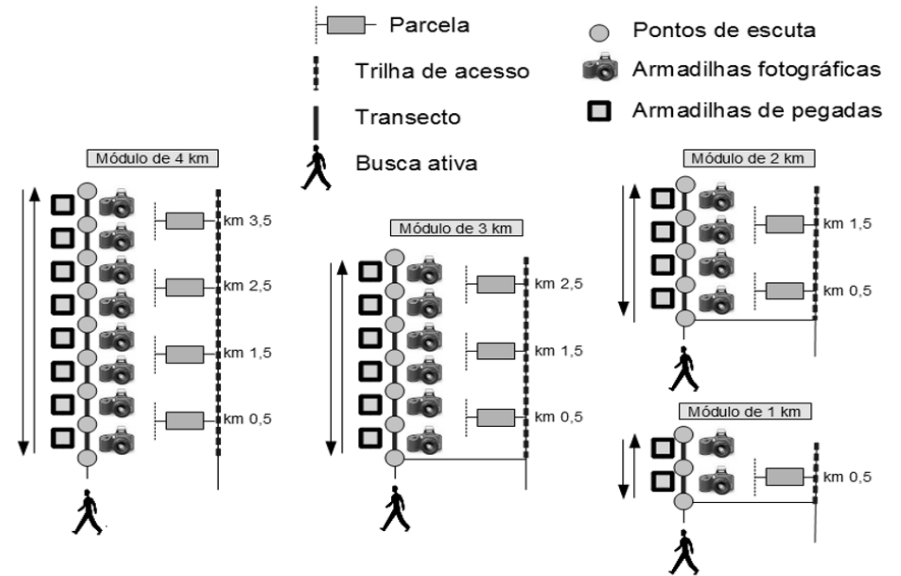 Parcela
Trilha de acesso
Transecto
Busca ativa
Pontos de escuta
Armadilhas fotográficas
Armadilhas de pegadas
Módulo de 4 km
km 3,5
km 2,5
km 1,5
km 0,5
Módulo de 3 km
km 2,5
km 1,5
km 0,5
Módulo de 2 km
km 1,5
km 0,5
Módulo de 1 km
km 0,5